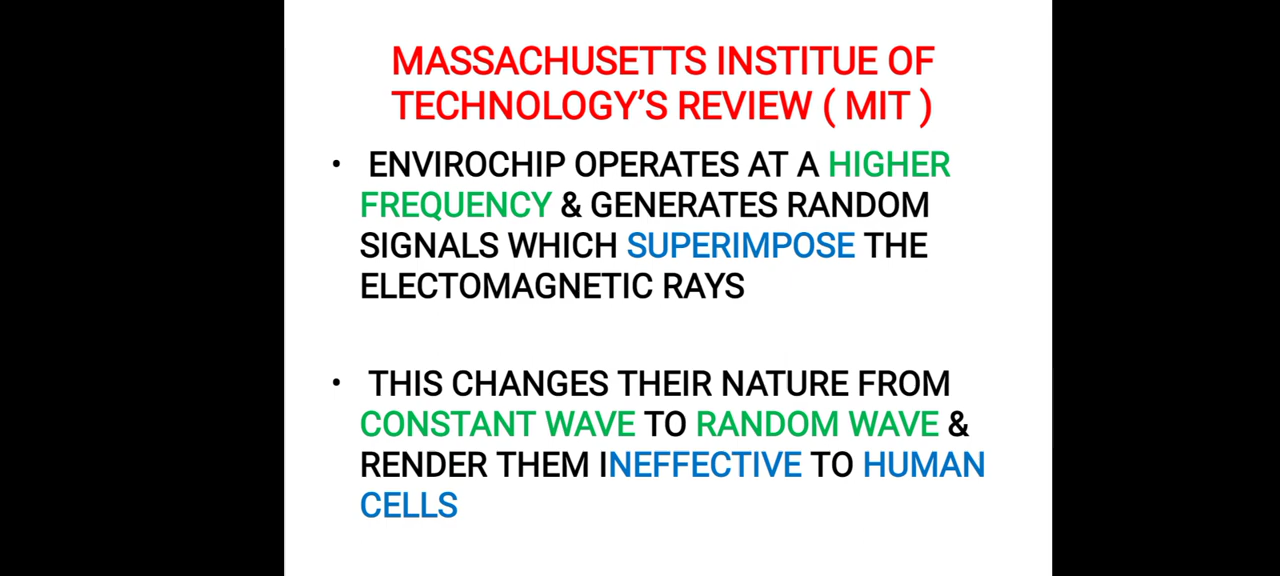 MASSACHUSETTS INSTITUE OF
TECHNOLOGY’S REVIEW ( MIT )
• ENVIROCHIP OPERATES AT A HIGHER
FREQUENCY & GENERATES RANDOM
SIGNALS WHICH SUPERIMPOSE THE
ELECTOMAGNETIC RAYS
• THIS CHANGES THEIR NATURE FROM
CONSTANT WAVE TO RANDOM WAVE &
RENDER THEM INEFFECTIVE TO HUMAN
CELLS